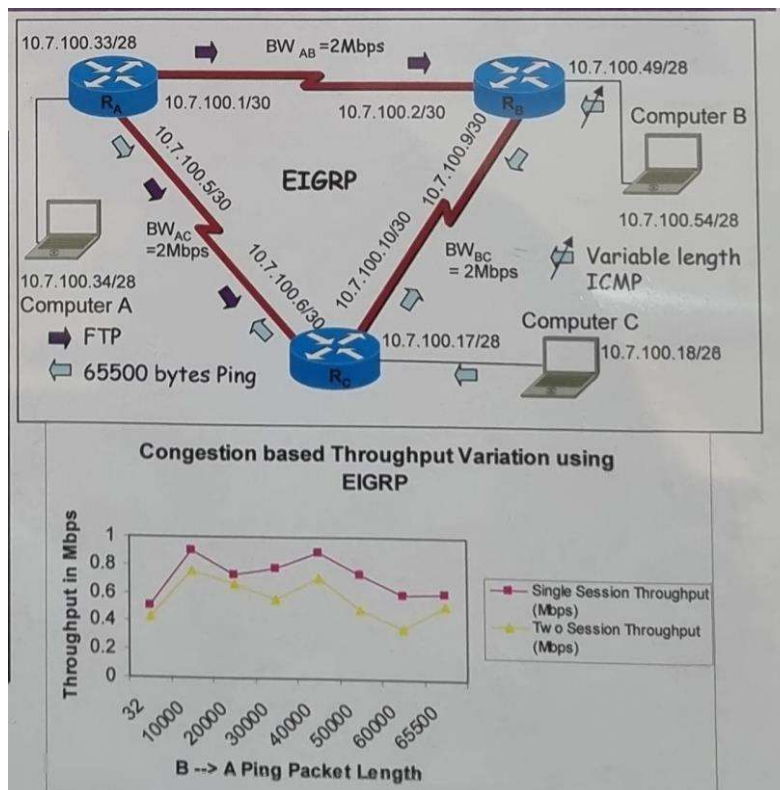 10.7.100.33/28
BW AB =2Mbps
10.7.100.49/28
RA
10.7.100.1/30
10.7.100.2/30
RB
Computer B
10.7.100.5/30
EIGRP
10.7.100.9/30
10.7.100.54/28
BWAC
=2Mbps
10.7.100.6/30
10.7.100.10/30
BWBC
= 2Mbps
Variable length
ICMP
10.7.100.34/28
Computer A
FTP
65500 bytes Ping
RC
10.7.100.17/28
Computer C
10.7.100.18/28
Congestion based Throughput Variation using
EIGRP
Throughput in Mbps
1
0.8
0.6
0.4
0.2
0
32
10000
20000
30000
40000
50000
60000
65500
B --> A Ping Packet Length
Single Session Throughput
(Mbps)
Two Session Throughput
(Mbps)